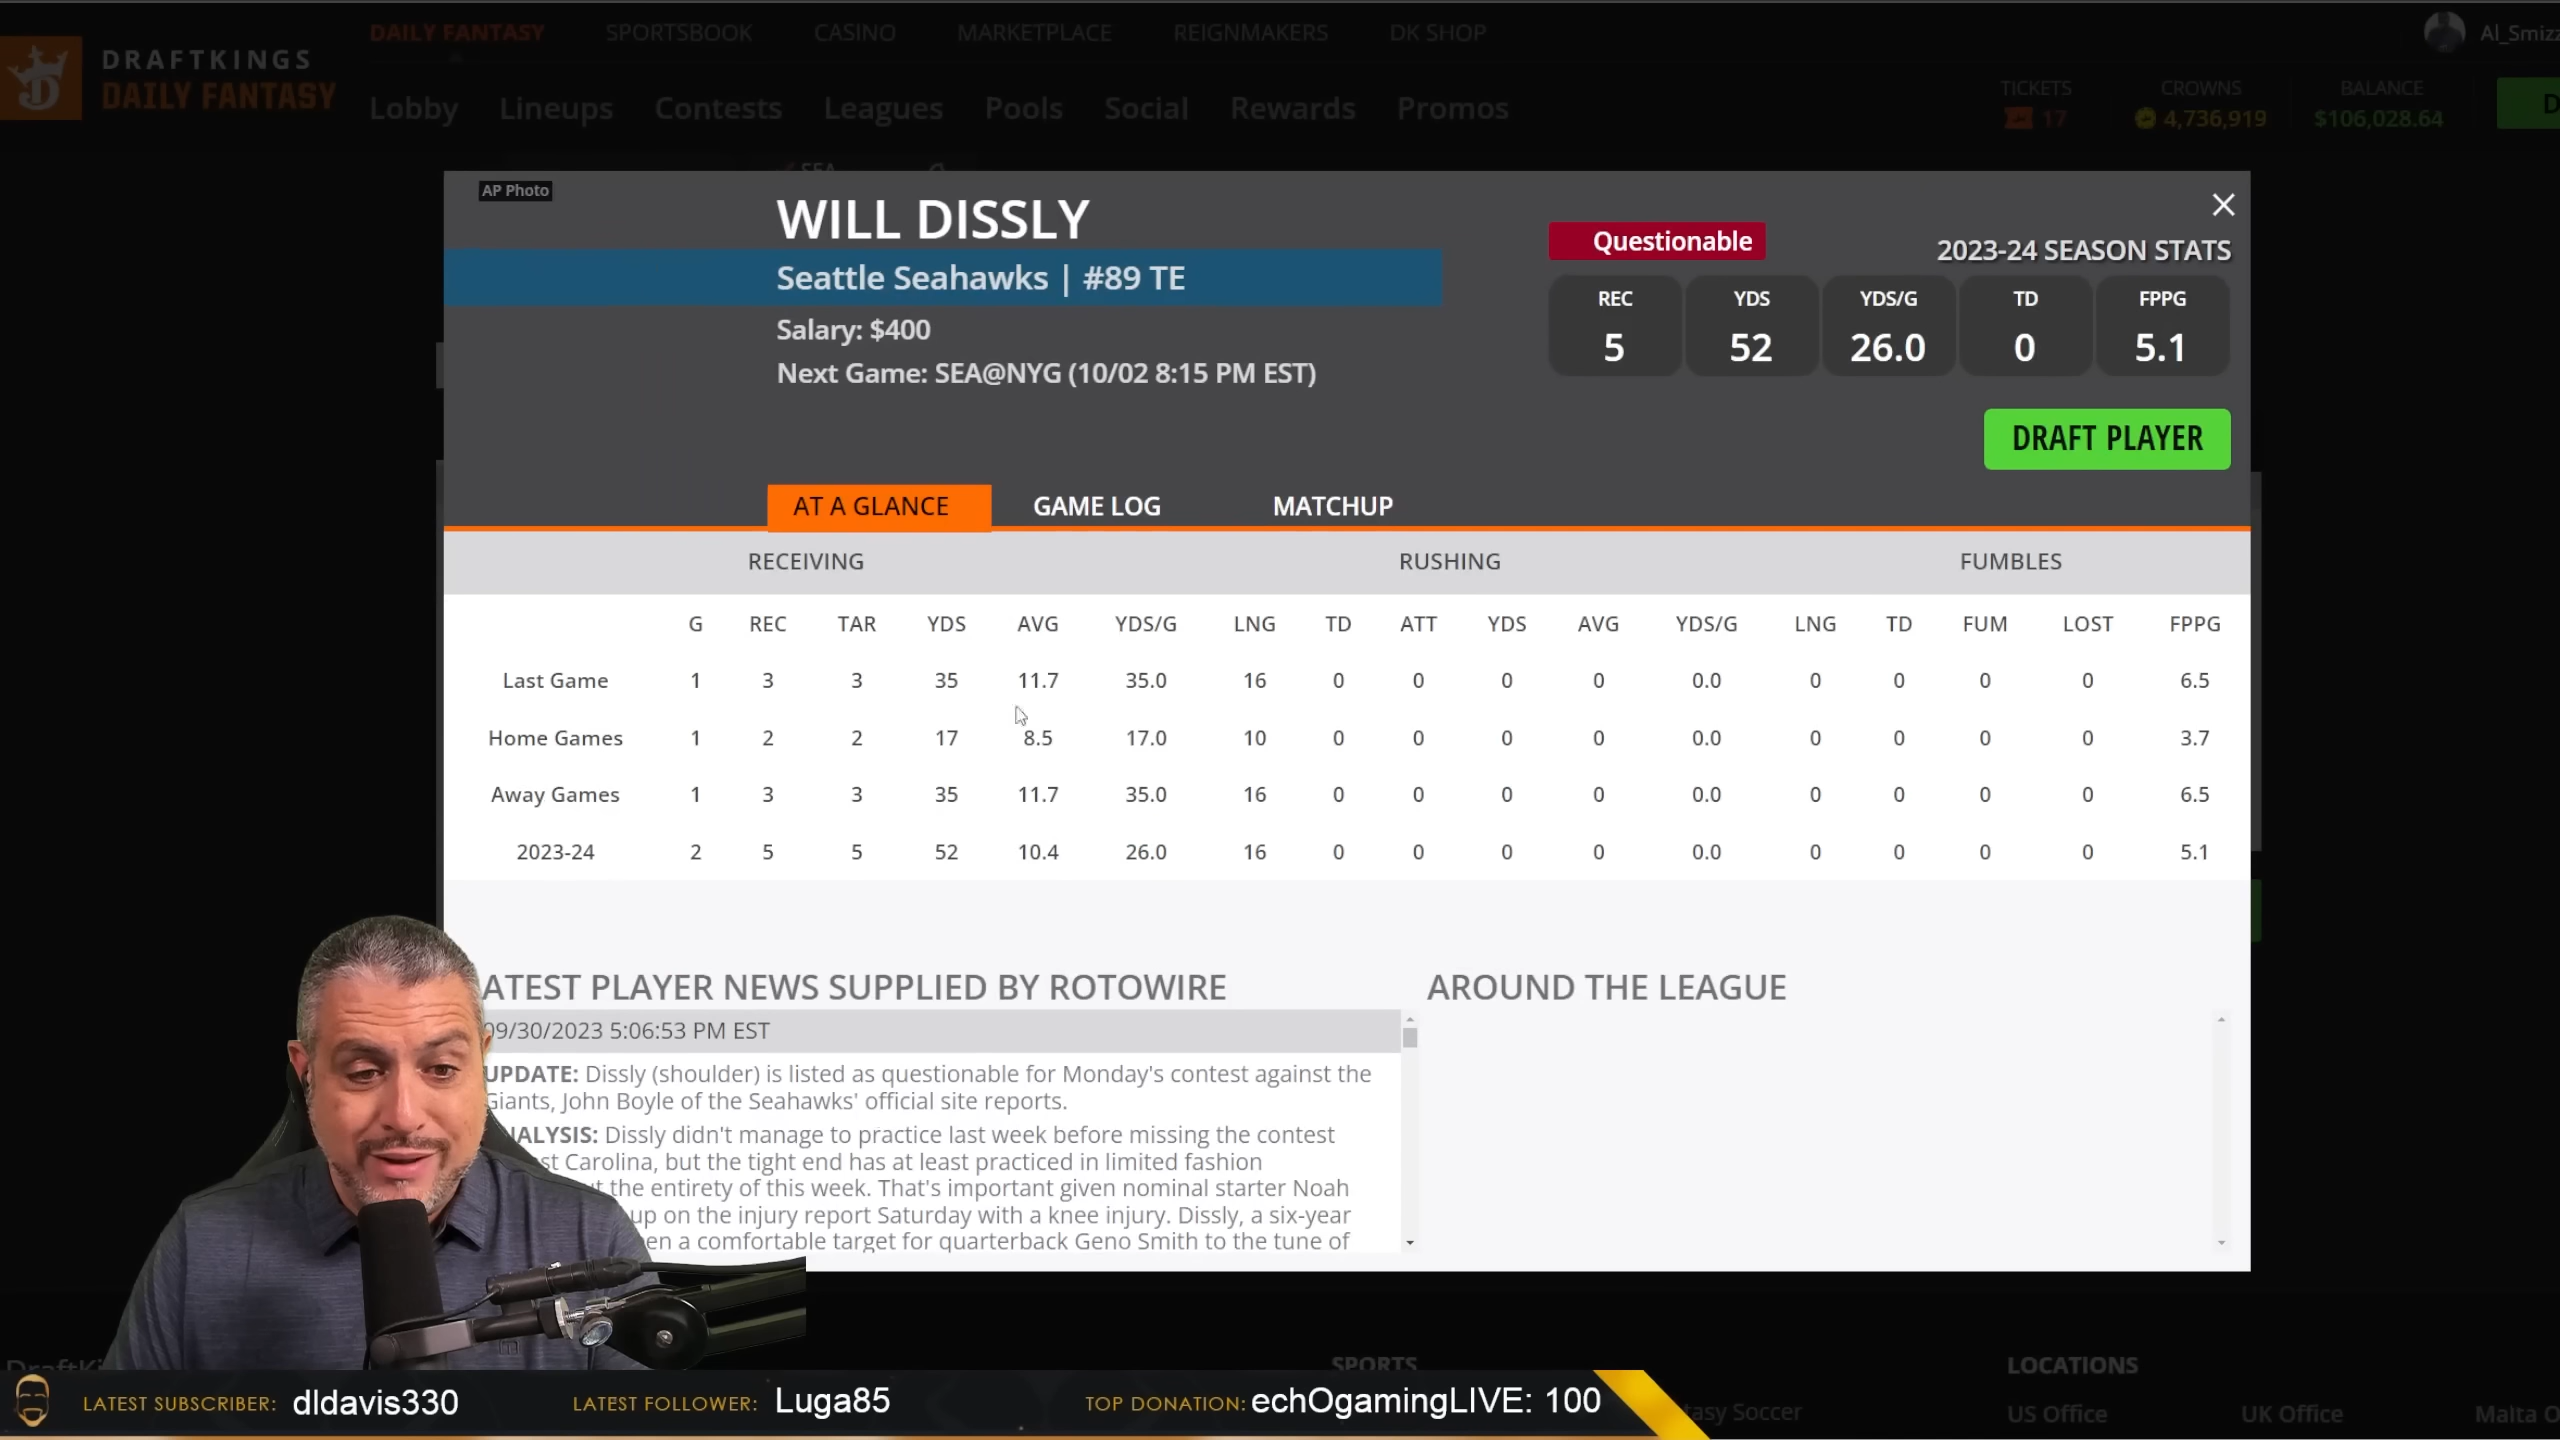 DAILY FANTASY SPORTSBOOK CASINO MARKETPLACE REIGNMAKERS DK SHOP
DRAFTKINGS
DAILY FANTASY
Lobby Lineups Contests Leagues Pools Social Rewards Promos
TICKETS CROWNS BALANCE
17 4,736,919 $106,028.64
AP Photo
WILL DISSLY
Seattle Seahawks | #89 TE
Salary: $400
Next Game: SEA@NYG (10/02 8:15 PM EST)
Questionable
2023-24 SEASON STATS
REC YDS YDS/G TD FPPG
5 52 26.0 0 5.1
DRAFT PLAYER
AT A GLANCE GAME LOG MATCHUP
RECEIVING RUSHING FUMBLES
G REC TAR YDS AVG YDS/G LNG TD ATT YDS AVG YDS/G LNG TD FUM LOST FPPG
Last Game 1 3 3 35 11.7 35.0 16 0 0 0 0 0.0 0 0 0 0 6.5
Home Games 1 2 2 17 8.5 17.0 10 0 0 0 0 0.0 0 0 0 0 3.7
Away Games 1 3 3 35 11.7 35.0 16 0 0 0 0 0.0 0 0 0 0 6.5
2023-24 2 5 5 52 10.4 26.0 16 0 0 0 0 0.0 0 0 0 0 5.1
ATEST PLAYER NEWS SUPPLIED BY ROTOWIRE
09/30/2023 5:06:53 PM EST
UPDATE: Dissly (shoulder) is listed as questionable for Monday's contest against the
Giants, John Boyle of the Seahawks' official site reports.
NALYSIS: Dissly didn't manage to practice last week before missing the contest
st Carolina, but the tight end has at least practiced in limited fashion
t the entirety of this week. That's important given nominal starter Noah
up on the injury report Saturday with a knee injury. Dissly, a six-year
en a comfortable target for quarterback Geno Smith to the tune of
AROUND THE LEAGUE
SPORTS LOCATIONS
tasy Soccer US Office UK Office Malta O
LATEST SUBSCRIBER: dldavis330 LATEST FOLLOWER: Luga85 TOP DONATION: echOgamingLIVE: 100